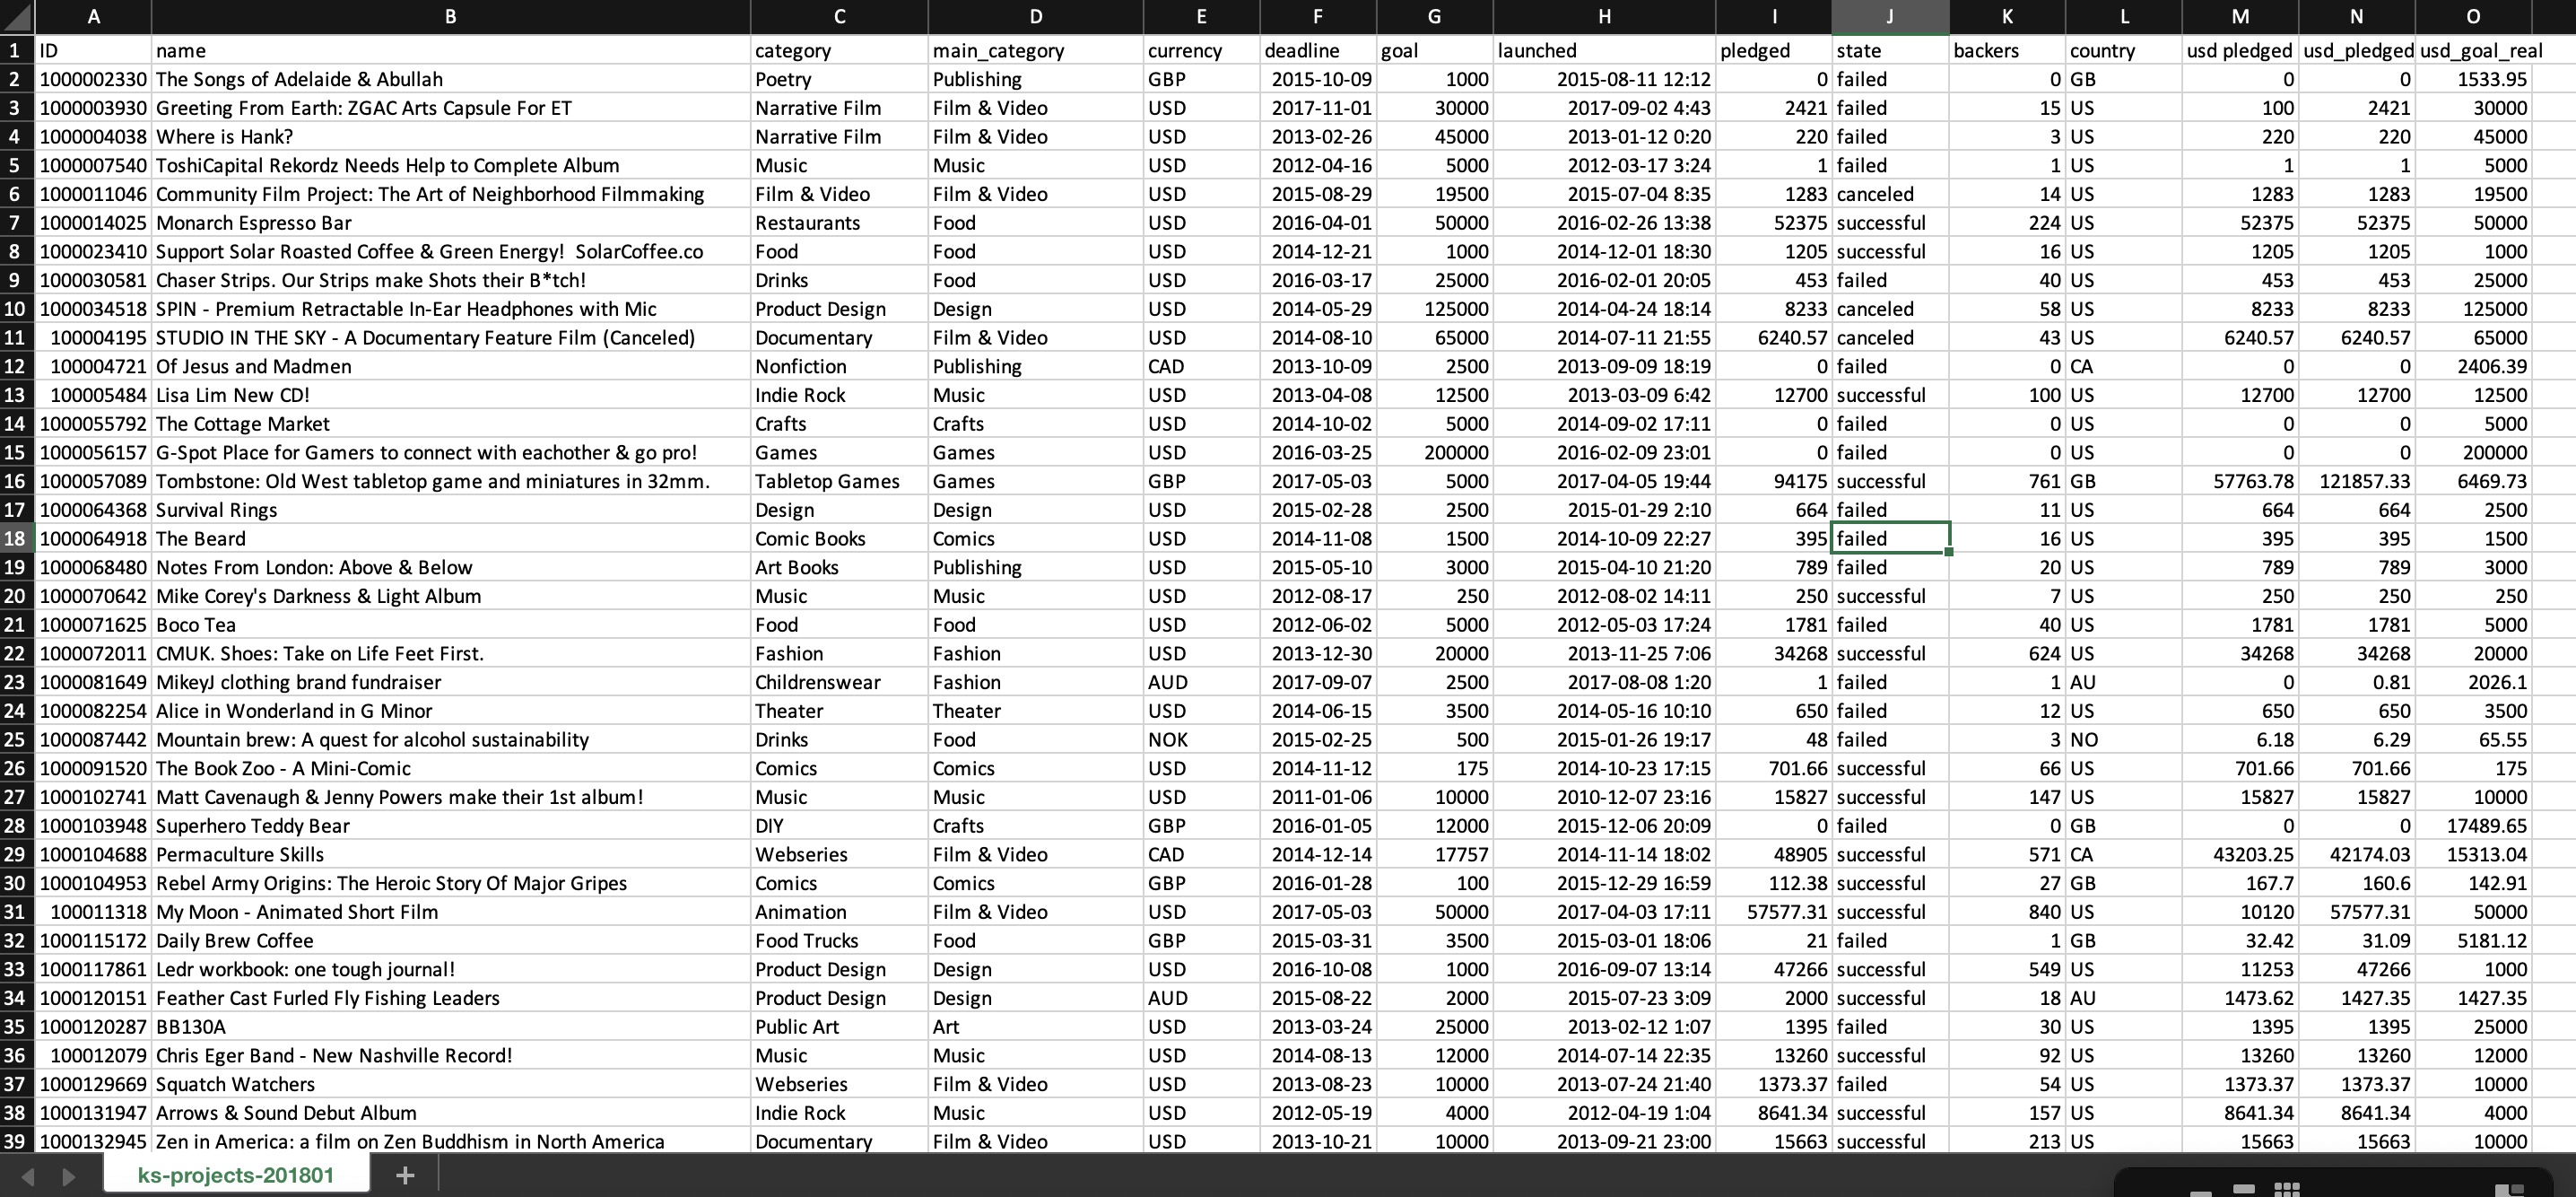 A B C D E F G H I J K L M N O
1 ID name category main_category currency deadline goal launched pledged state backers country usd pledged usd_pledged usd_goal_real
2 1000002330 The Songs of Adelaide & Abullah Poetry Publishing GBP 2015-10-09 1000 2015-08-11 12:12 0 failed 0 GB 0 0 1533.95
3 1000003930 Greeting From Earth: ZGAC Arts Capsule For ET Narrative Film Film & Video USD 2017-11-01 30000 2017-09-02 4:43 2421 failed 15 US 100 2421 30000
4 1000004038 Where is Hank? Narrative Film Film & Video USD 2013-02-26 45000 2013-01-12 0:20 220 failed 3 US 220 220 45000
5 1000007540 ToshiCapital Rekordz Needs Help to Complete Album Music Music USD 2012-04-16 5000 2012-03-17 3:24 1 failed 1 US 1 1 5000
6 1000011046 Community Film Project: The Art of Neighborhood Filmmaking Film & Video Film & Video USD 2015-08-29 19500 2015-07-04 8:35 1283 canceled 14 US 1283 1283 19500
7 1000014025 Monarch Espresso Bar Restaurants Food USD 2016-04-01 50000 2016-02-26 13:38 52375 successful 224 US 52375 52375 50000
8 1000023410 Support Solar Roasted Coffee & Green Energy!  SolarCoffee.co Food Food USD 2014-12-21 1000 2014-12-01 18:30 1205 successful 16 US 1205 1205 1000
9 1000030581 Chaser Strips. Our Strips make Shots their B*tch! Drinks Food USD 2016-03-17 25000 2016-02-01 20:05 453 failed 40 US 453 453 25000
10 1000034518 SPIN - Premium Retractable In-Ear Headphones with Mic Product Design Design USD 2014-05-29 125000 2014-04-24 18:14 8233 canceled 58 US 8233 8233 125000
11 100004195 STUDIO IN THE SKY - A Documentary Feature Film (Canceled) Documentary Film & Video USD 2014-08-10 65000 2014-07-11 21:55 6240.57 canceled 43 US 6240.57 6240.57 65000
12 100004721 Of Jesus and Madmen Nonfiction Publishing CAD 2013-10-09 2500 2013-09-09 18:19 0 failed 0 CA 0 0 2406.39
13 100005484 Lisa Lim New CD! Indie Rock Music USD 2013-04-08 12500 2013-03-09 6:42 12700 successful 100 US 12700 12700 12500
14 1000055792 The Cottage Market Crafts Crafts USD 2014-10-02 5000 2014-09-02 17:11 0 failed 0 US 0 0 5000
15 1000056157 G-Spot Place for Gamers to connect with eachother & go pro! Games Games USD 2016-03-25 200000 2016-02-09 23:01 0 failed 0 US 0 0 200000
16 1000057089 Tombstone: Old West tabletop game and miniatures in 32mm. Tabletop Games Games GBP 2017-05-03 5000 2017-04-05 19:44 94175 successful 761 GB 57763.78 121857.33 6469.73
17 1000064368 Survival Rings Design Design USD 2015-02-28 2500 2015-01-29 2:10 664 failed 11 US 664 664 2500
18 1000064918 The Beard Comic Books Comics USD 2014-11-08 1500 2014-10-09 22:27 395 failed 16 US 395 395 1500
19 1000068480 Notes From London: Above & Below Art Books Publishing USD 2015-05-10 3000 2015-04-10 21:20 789 failed 20 US 789 789 3000
20 1000070642 Mike Corey's Darkness & Light Album Music Music USD 2012-08-17 250 2012-08-02 14:11 250 successful 7 US 250 250 250
21 1000071625 Boco Tea Food Food USD 2012-06-02 5000 2012-05-03 17:24 1781 failed 40 US 1781 1781 5000
22 1000072011 CMUK. Shoes: Take on Life Feet First. Fashion Fashion USD 2013-12-30 20000 2013-11-25 7:06 34268 successful 624 US 34268 34268 20000
23 1000081649 MikeyJ clothing brand fundraiser Childrenswear Fashion AUD 2017-09-07 2500 2017-08-08 1:20 1 failed 1 AU 0 0.81 2026.1
24 1000082254 Alice in Wonderland in G Minor Theater Theater USD 2014-06-15 3500 2014-05-16 10:10 650 failed 12 US 650 650 3500
25 1000087442 Mountain brew: A quest for alcohol sustainability Drinks Food NOK 2015-02-25 500 2015-01-26 19:17 48 failed 3 NO 6.18 6.29 65.55
26 1000091520 The Book Zoo - A Mini-Comic Comics Comics USD 2014-11-12 175 2014-10-23 17:15 701.66 successful 66 US 701.66 701.66 175
27 1000102741 Matt Cavenaugh & Jenny Powers make their 1st album! Music Music USD 2011-01-06 10000 2010-12-07 23:16 15827 successful 147 US 15827 15827 10000
28 1000103948 Superhero Teddy Bear DIY Crafts GBP 2016-01-05 12000 2015-12-06 20:09 0 failed 0 GB 0 0 17489.65
29 1000104688 Permaculture Skills Webseries Film & Video CAD 2014-12-14 17757 2014-11-14 18:02 48905 successful 571 CA 43203.25 42174.03 15313.04
30 1000104953 Rebel Army Origins: The Heroic Story Of Major Gripes Comics Comics GBP 2016-01-28 100 2015-12-29 16:59 112.38 successful 27 GB 167.7 160.6 142.91
31 100011318 My Moon - Animated Short Film Animation Film & Video USD 2017-05-03 50000 2017-04-03 17:11 57577.31 successful 840 US 10120 57577.31 50000
32 1000115172 Daily Brew Coffee Food Trucks Food GBP 2015-03-31 3500 2015-03-01 18:06 21 failed 1 GB 32.42 31.09 5181.12
33 1000117861 Ledr workbook: one tough journal! Product Design Design USD 2016-10-08 1000 2016-09-07 13:14 47266 successful 549 US 11253 47266 1000
34 1000120151 Feather Cast Furled Fly Fishing Leaders Product Design Design AUD 2015-08-22 2000 2015-07-23 3:09 2000 successful 18 AU 1473.62 1427.35 1427.35
35 1000120287 BB130A Public Art Art USD 2013-03-24 25000 2013-02-12 1:07 1395 failed 30 US 1395 1395 25000
36 100012079 Chris Eger Band - New Nashville Record! Music Music USD 2014-08-13 12000 2014-07-14 22:35 13260 successful 92 US 13260 13260 12000
37 1000129669 Squatch Watchers Webseries Film & Video USD 2013-08-23 10000 2013-07-24 21:40 1373.37 failed 54 US 1373.37 1373.37 10000
38 1000131947 Arrows & Sound Debut Album Indie Rock Music USD 2012-05-19 4000 2012-04-19 1:04 8641.34 successful 157 US 8641.34 8641.34 4000
39 1000132945 Zen in America: a film on Zen Buddhism in North America Documentary Film & Video USD 2013-10-21 10000 2013-09-21 23:00 15663 successful 213 US 15663 15663 10000
ks-projects-201801 +